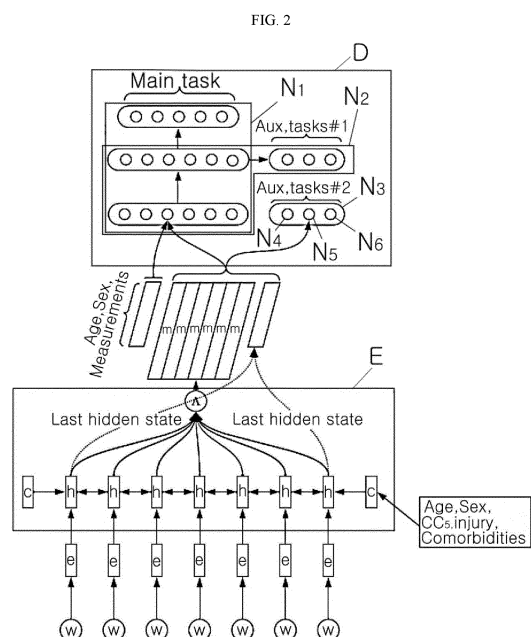 FIG. 2
D
Main task
N1
N2
Aux,tasks#1
Aux,tasks#2
N3
N4
N5
N6
Age,Sex,
Measurements
m m m m m m
E
Λ
Last hidden state
Last hidden state
c h h h h h h h c
Age,Sex,
CC5.injury,
Comorbidities
e e e e e e e
w w w w w w w